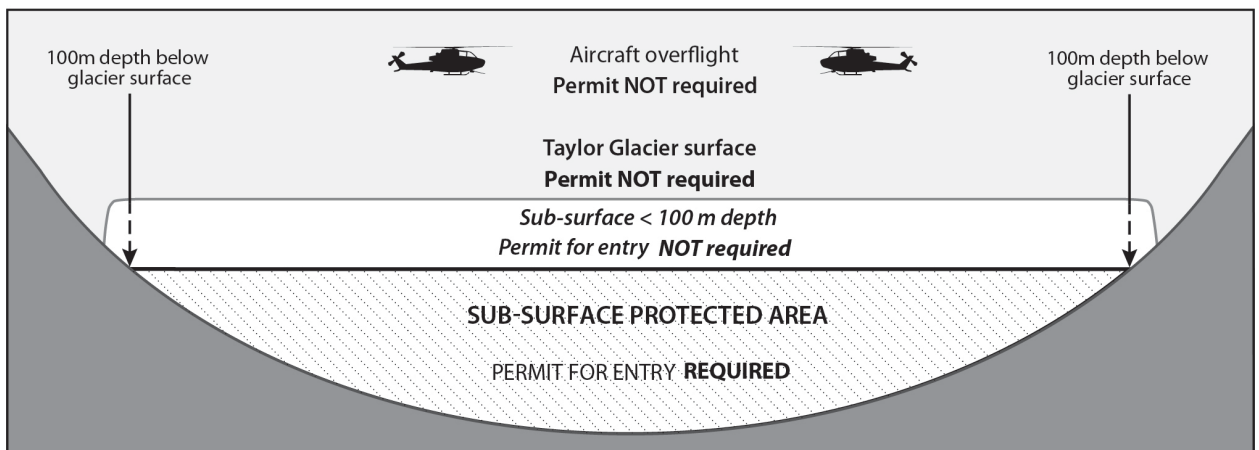 100m depth below
glacier surface
Aircraft overflight
Permit NOT required
100m depth below
glacier surface
Taylor Glacier surface
Permit NOT required
Sub-surface < 100 m depth
Permit for entry NOT required
SUB-SURFACE PROTECTED AREA
PERMIT FOR ENTRY REQUIRED